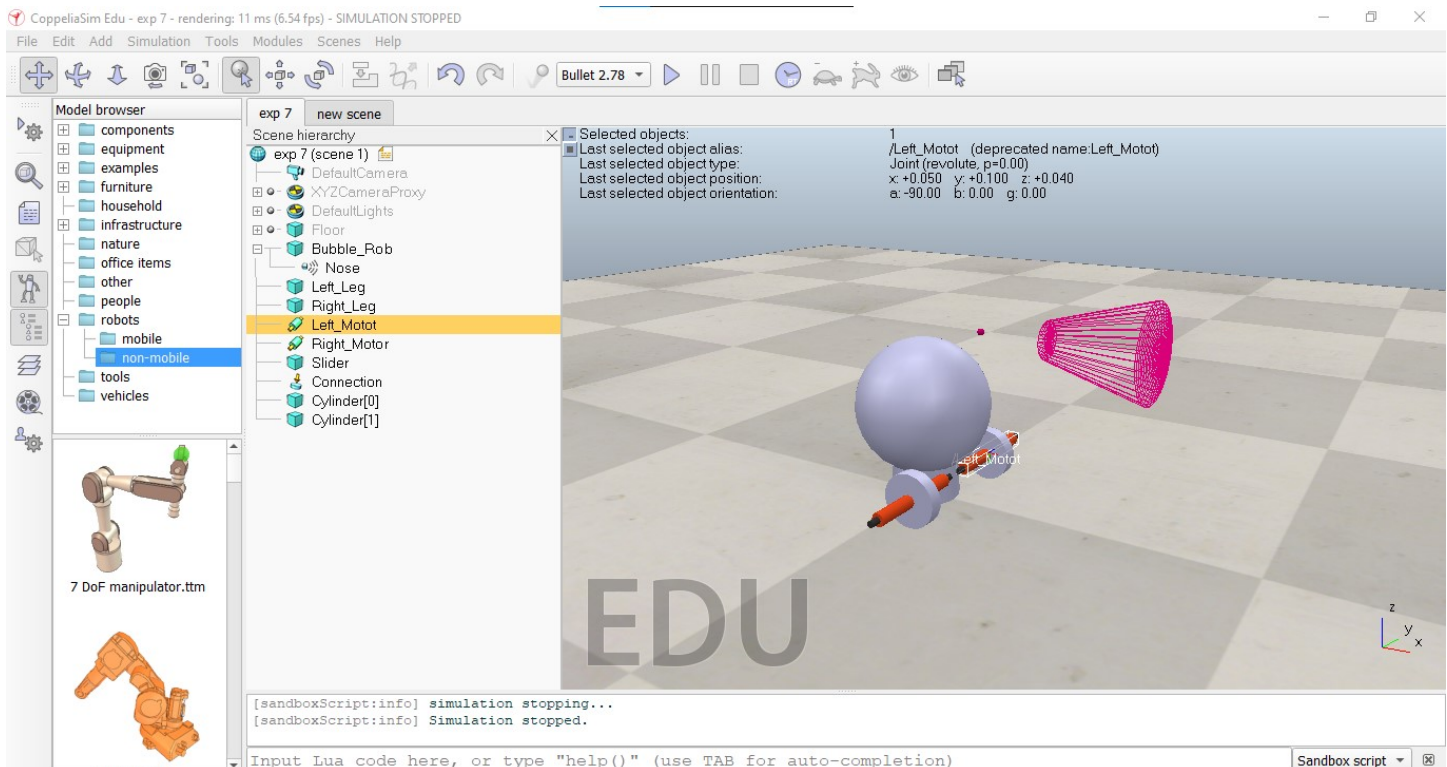 CoppeliaSim Edu - exp 7 - rendering: 11 ms (6.54 fps) - SIMULATION STOPPED
File Edit Add Simulation Tools Modules Scenes Help
Bullet 2.78
Model browser
components
equipment
examples
furniture
household
infrastructure
nature
office items
other
people
robots
mobile
non-mobile
tools
vehicles
7 DoF manipulator.ttm
exp 7 new scene
Scene hierarchy
exp 7 (scene 1)
DefaultCamera
XYZCameraProxy
DefaultLights
Floor
Bubble_Rob
Nose
Left_Leg
Right_Leg
Left_Motot
Right_Motor
Slider
Connection
Cylinder[0]
Cylinder[1]
Selected objects: 1
Last selected object alias: /Left_Motot (deprecated name:Left_Motot)
Last selected object type: Joint (revolute, p=0.00)
Last selected object position: x: +0.050 y: +0.100 z: +0.040
Last selected object orientation: a: -90.00 b: 0.00 g: 0.00
/Left_Motot
EDU
z
y
x
[sandboxScript:info] simulation stopping...
[sandboxScript:info] Simulation stopped.
Input Lua code here, or type "help()" (use TAB for auto-completion)
Sandbox script